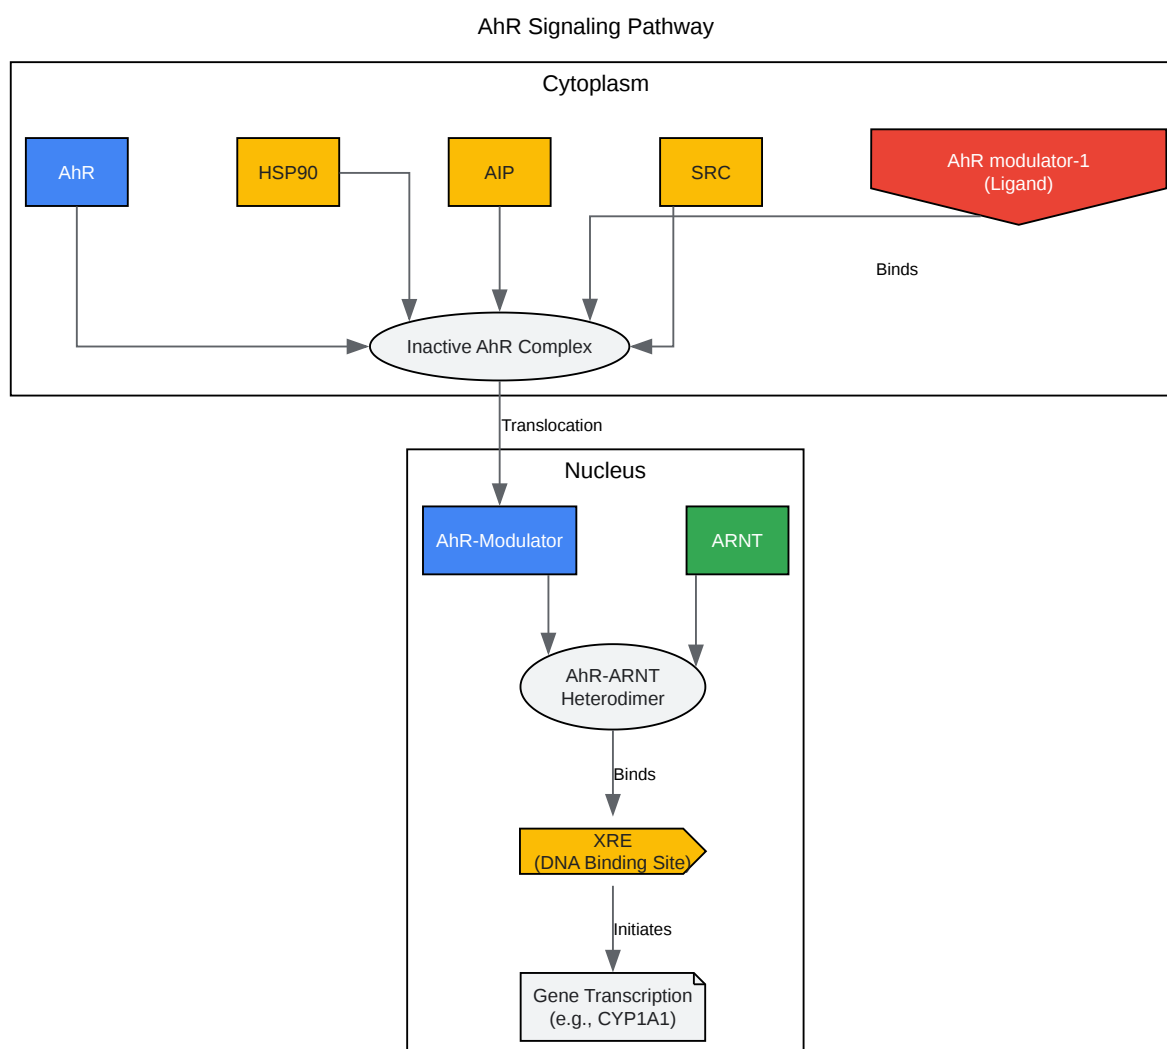 AhR Signaling Pathway
Cytoplasm
AhR
HSP90
AIP
SRC
AhR modulator-1
(Ligand)
Binds
Inactive AhR Complex
Translocation
Nucleus
AhR-Modulator
ARNT
AhR-ARNT
Heterodimer
Binds
XRE
(DNA Binding Site)
Initiates
Gene Transcription
(e.g., CYP1A1)